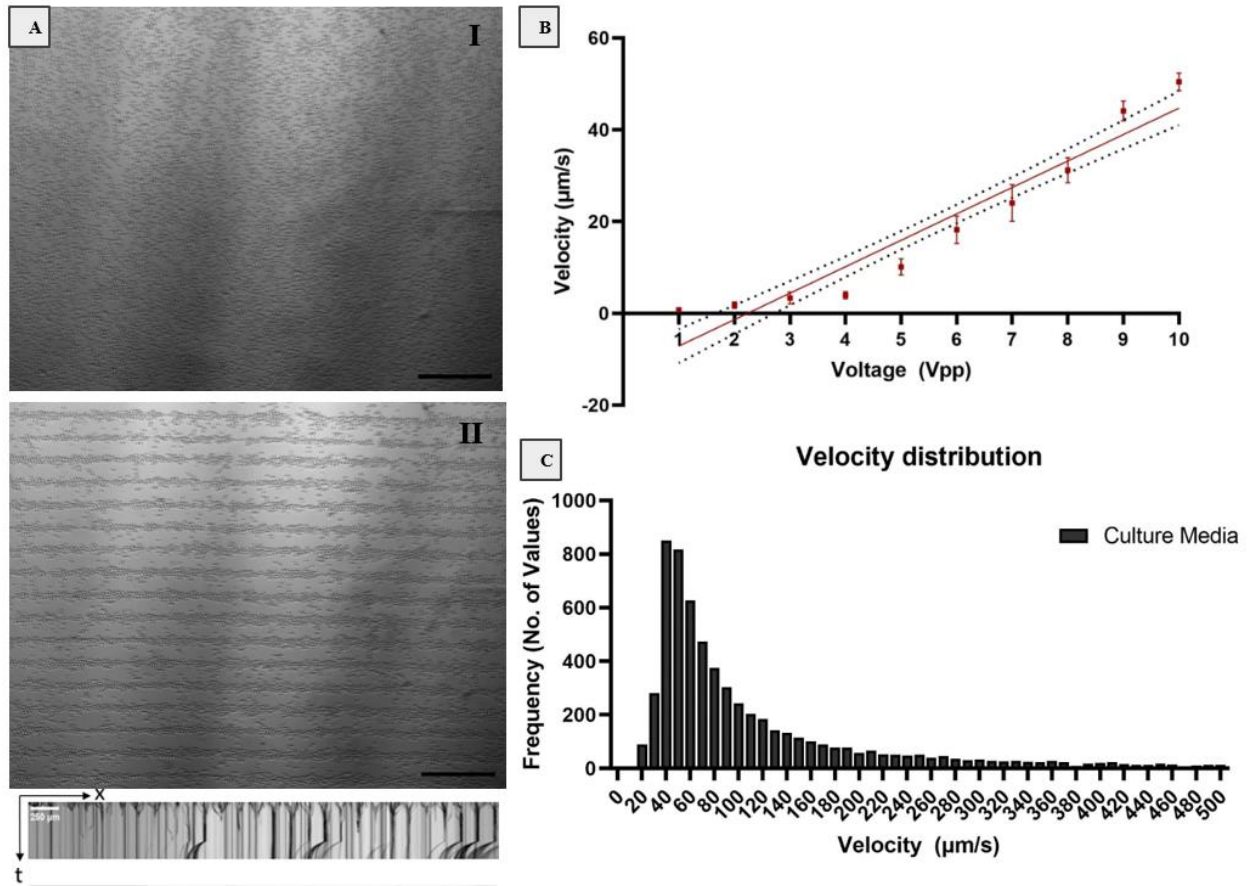 A
I
II
X
250 µm
t
B
60
40
20
0
-20
Velocity (µm/s)
1 2 3 4 5 6 7 8 9 10
Voltage (Vpp)
C
Velocity distribution
1000
800
600
400
200
0
Frequency (No. of Values)
Culture Media
0 20 40 60 80 100 120 140 160 180 200 220 240 260 280 300 320 340 360 380 400 420 440 460 480 500
Velocity (µm/s)